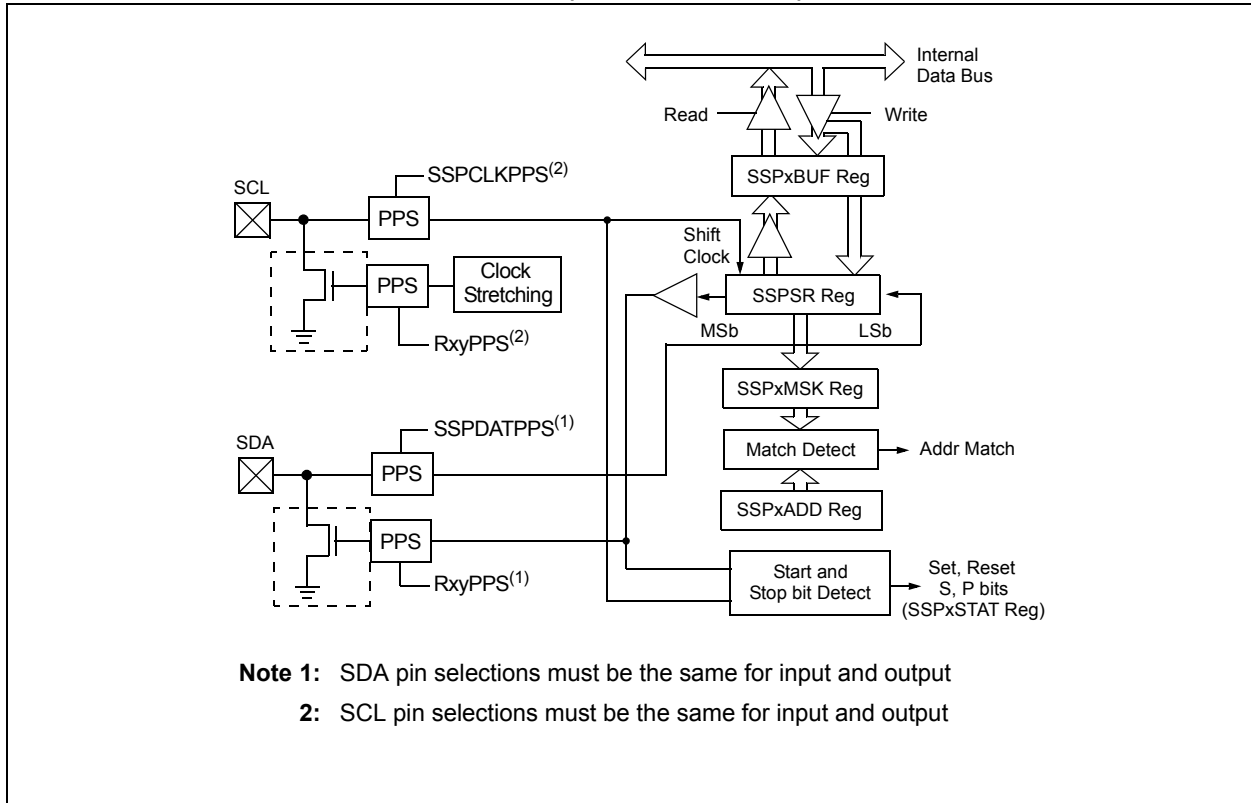 Internal
Data Bus
Read
Write
SSPxBUF Reg
SSPCLKPPS(2)
SCL
PPS
Shift
Clock
PPS
Clock
Stretching
SSPSR Reg
MSb
LSb
RxyPPS(2)
SSPxMSK Reg
SSPDATPPS(1)
SDA
PPS
Match Detect
Addr Match
SSPxADD Reg
PPS
RxyPPS(1)
Start and
Stop bit Detect
Set, Reset
S, P bits
(SSPxSTAT Reg)
Note 1: SDA pin selections must be the same for input and output
2: SCL pin selections must be the same for input and output